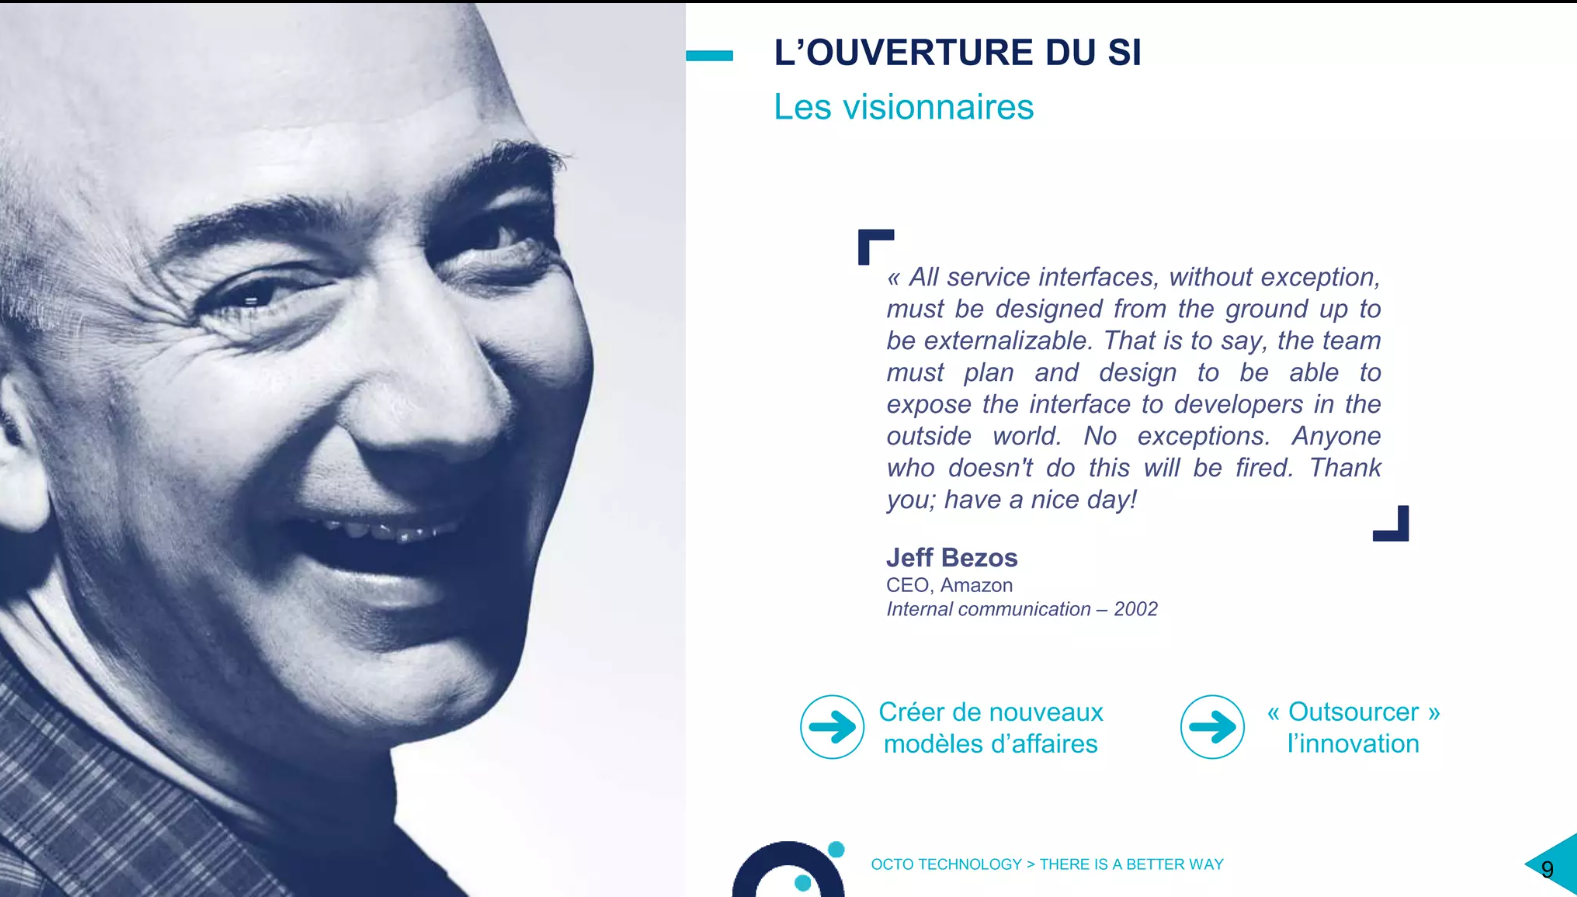 L’OUVERTURE DU SI
Les visionnaires
« All service interfaces, without exception,
must be designed from the ground up to
be externalizable. That is to say, the team
must plan and design to be able to
expose the interface to developers in the
outside world. No exceptions. Anyone
who doesn't do this will be fired. Thank
you; have a nice day!
Jeff Bezos
CEO, Amazon
Internal communication – 2002
Créer de nouveaux
modèles d’affaires
« Outsourcer »
l’innovation
OCTO TECHNOLOGY > THERE IS A BETTER WAY
9